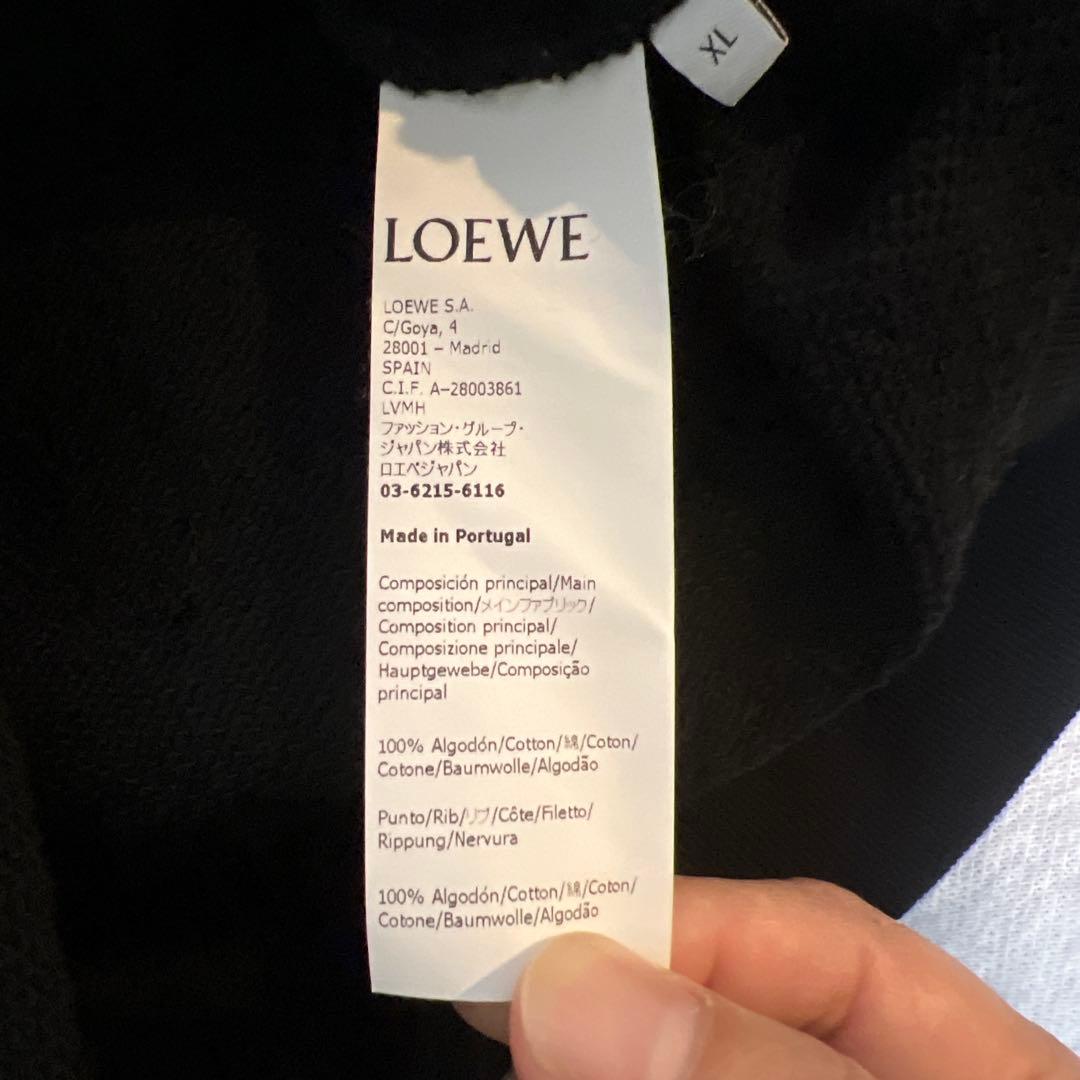 XL
LOEWE
LOEWE S.A.
C/Goya, 4
28001 – Madrid
SPAIN
C.I.F. A-28003861
LVMH
ファッション・グループ・
ジャパン株式会社
ロエベジャパン
03-6215-6116
Made in Portugal
Composición principal/Main
composition/メインファブリック/
Composition principal/
Composizione principale/
Hauptgewebe/Composição
principal
100% Algodón/Cotton/綿/Coton/
Cotone/Baumwolle/Algodão
Punto/Rib/リブ/Côte/Filetto/
Rippung/Nervura
100% Algodón/Cotton/綿/Coton/
Cotone/Baumwolle/Algodão